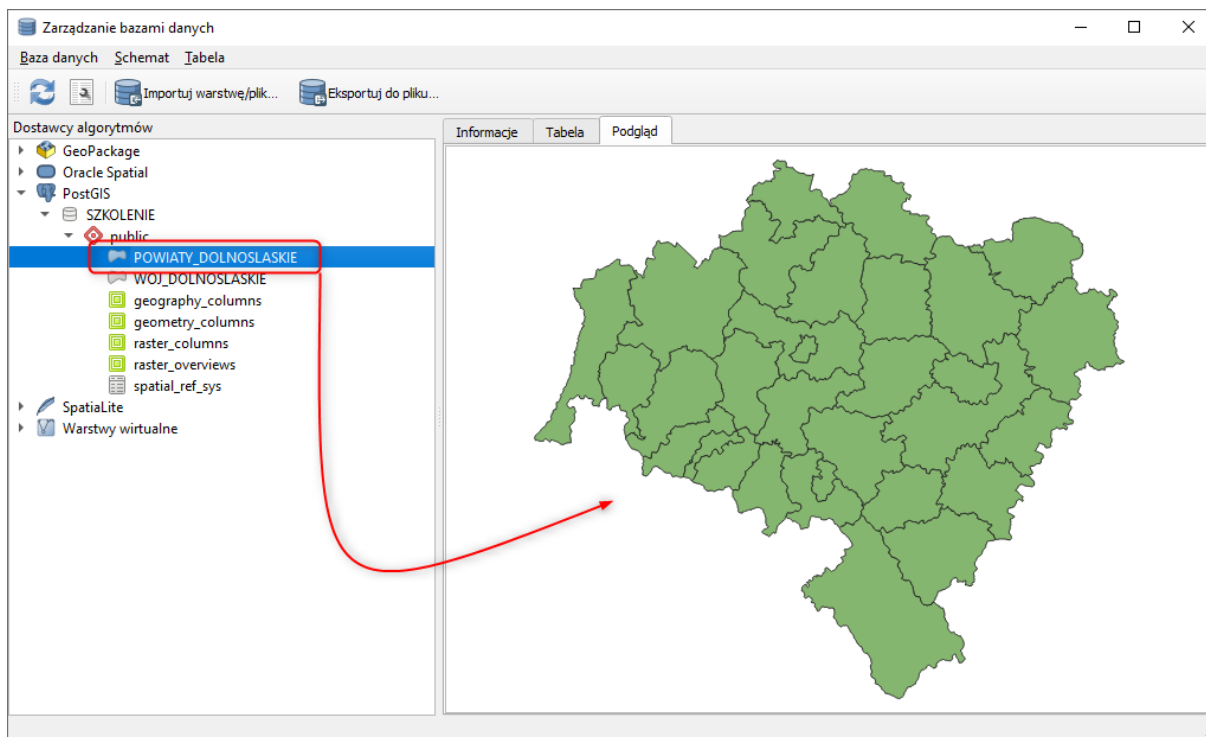 Zarządzanie bazami danych
Baza danych Schemat Tabela
Importuj warstwę/plik... Eksportuj do pliku...
Dostawcy algorytmów
Informacje Tabela Podgląd
GeoPackage
Oracle Spatial
PostGIS
SZKOLENIE
public
POWIATY_DOLNOSLASKIE
WOJ_DOLNOSLASKIE
geography_columns
geometry_columns
raster_columns
raster_overviews
spatial_ref_sys
SpatiaLite
Warstwy wirtualne